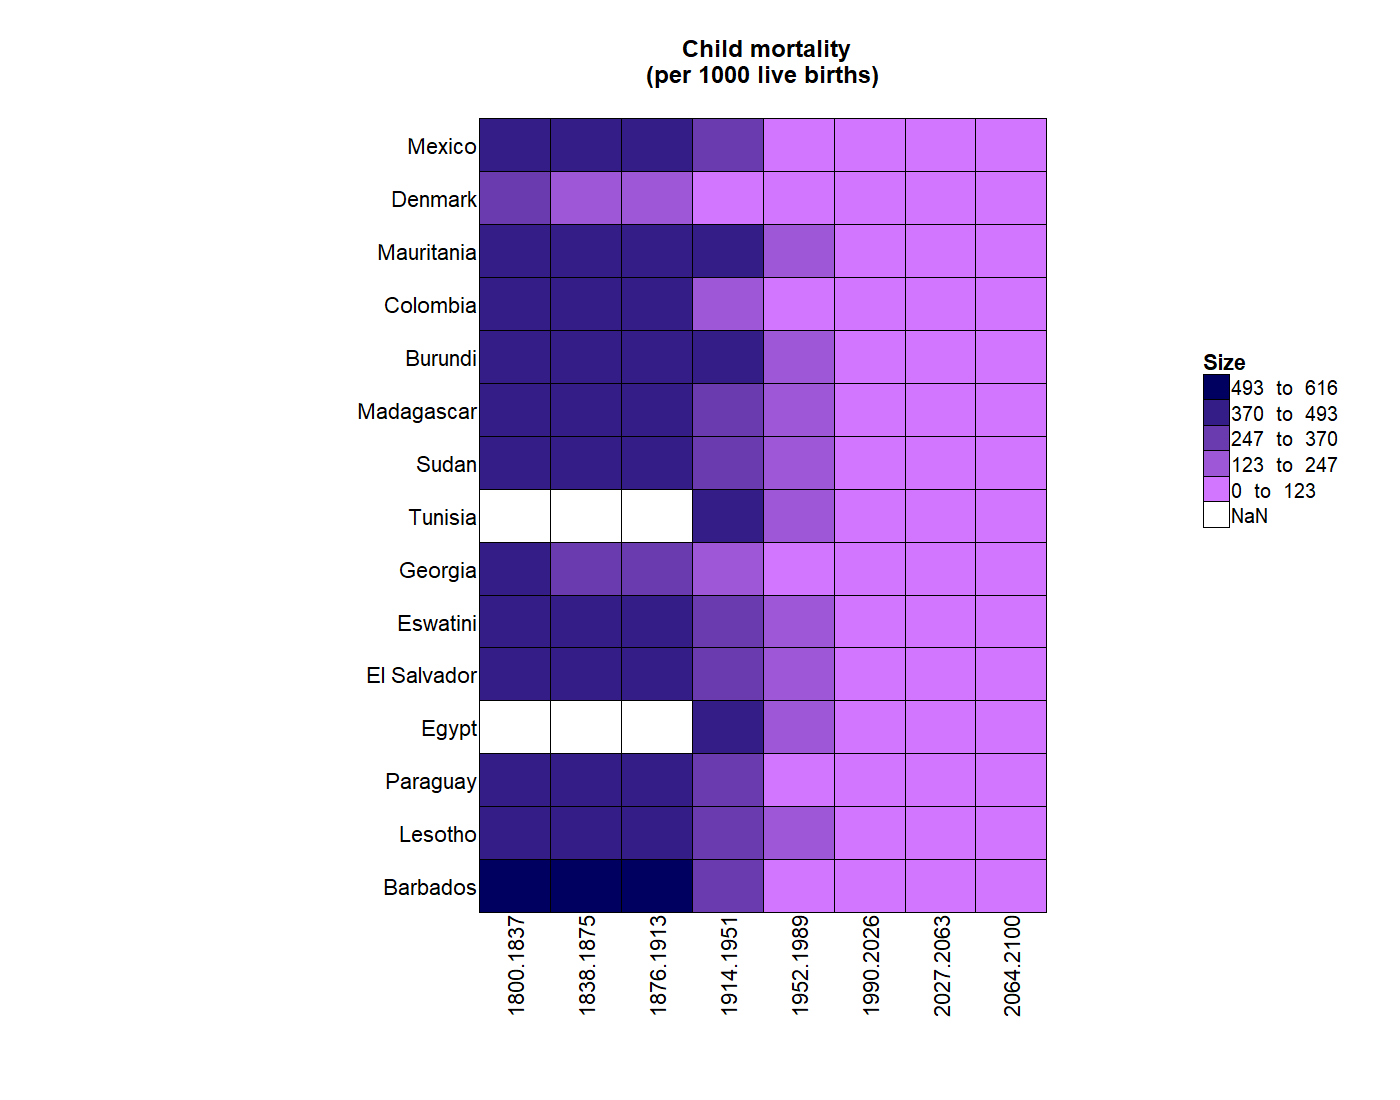 Child mortality
(per 1000 live births)
Mexico
Denmark
Mauritania
Colombia
Burundi
Madagascar
Sudan
Tunisia
Georgia
Eswatini
El Salvador
Egypt
Paraguay
Lesotho
Barbados
1800.1837
1838.1875
1876.1913
1914.1951
1952.1989
1990.2026
2027.2063
2064.2100
Size
493 to 616
370 to 493
247 to 370
123 to 247
0 to 123
NaN